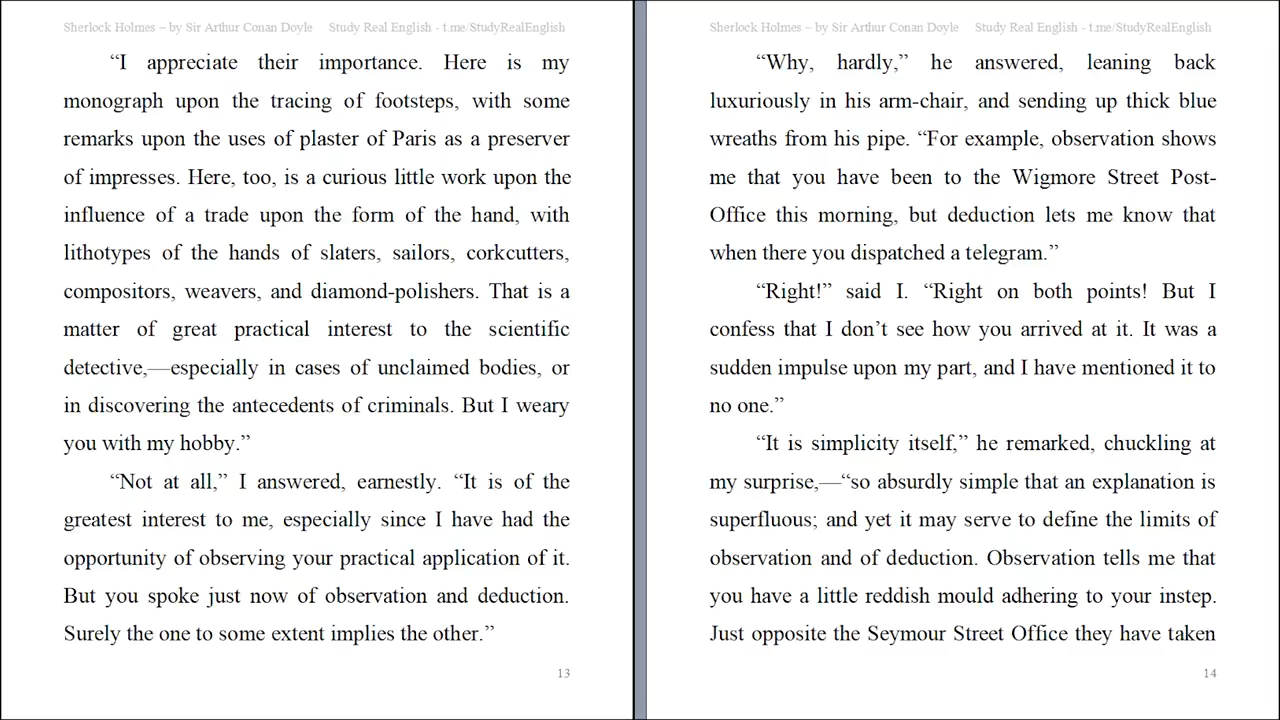 Sherlock Holmes – by Sir Arthur Conan Doyle Study Real English - t.me/StudyRealEnglish
“I appreciate their importance. Here is my
monograph upon the tracing of footsteps, with some
remarks upon the uses of plaster of Paris as a preserver
of impresses. Here, too, is a curious little work upon the
influence of a trade upon the form of the hand, with
lithotypes of the hands of slaters, sailors, corkcutters,
compositors, weavers, and diamond-polishers. That is a
matter of great practical interest to the scientific
detective,—especially in cases of unclaimed bodies, or
in discovering the antecedents of criminals. But I weary
you with my hobby.”
“Not at all,” I answered, earnestly. “It is of the
greatest interest to me, especially since I have had the
opportunity of observing your practical application of it.
But you spoke just now of observation and deduction.
Surely the one to some extent implies the other.”
13
Sherlock Holmes – by Sir Arthur Conan Doyle Study Real English - t.me/StudyRealEnglish
“Why, hardly,” he answered, leaning back
luxuriously in his arm-chair, and sending up thick blue
wreaths from his pipe. “For example, observation shows
me that you have been to the Wigmore Street Post-
Office this morning, but deduction lets me know that
when there you dispatched a telegram.”
“Right!” said I. “Right on both points! But I
confess that I don’t see how you arrived at it. It was a
sudden impulse upon my part, and I have mentioned it to
no one.”
“It is simplicity itself,” he remarked, chuckling at
my surprise,—“so absurdly simple that an explanation is
superfluous; and yet it may serve to define the limits of
observation and of deduction. Observation tells me that
you have a little reddish mould adhering to your instep.
Just opposite the Seymour Street Office they have taken
14